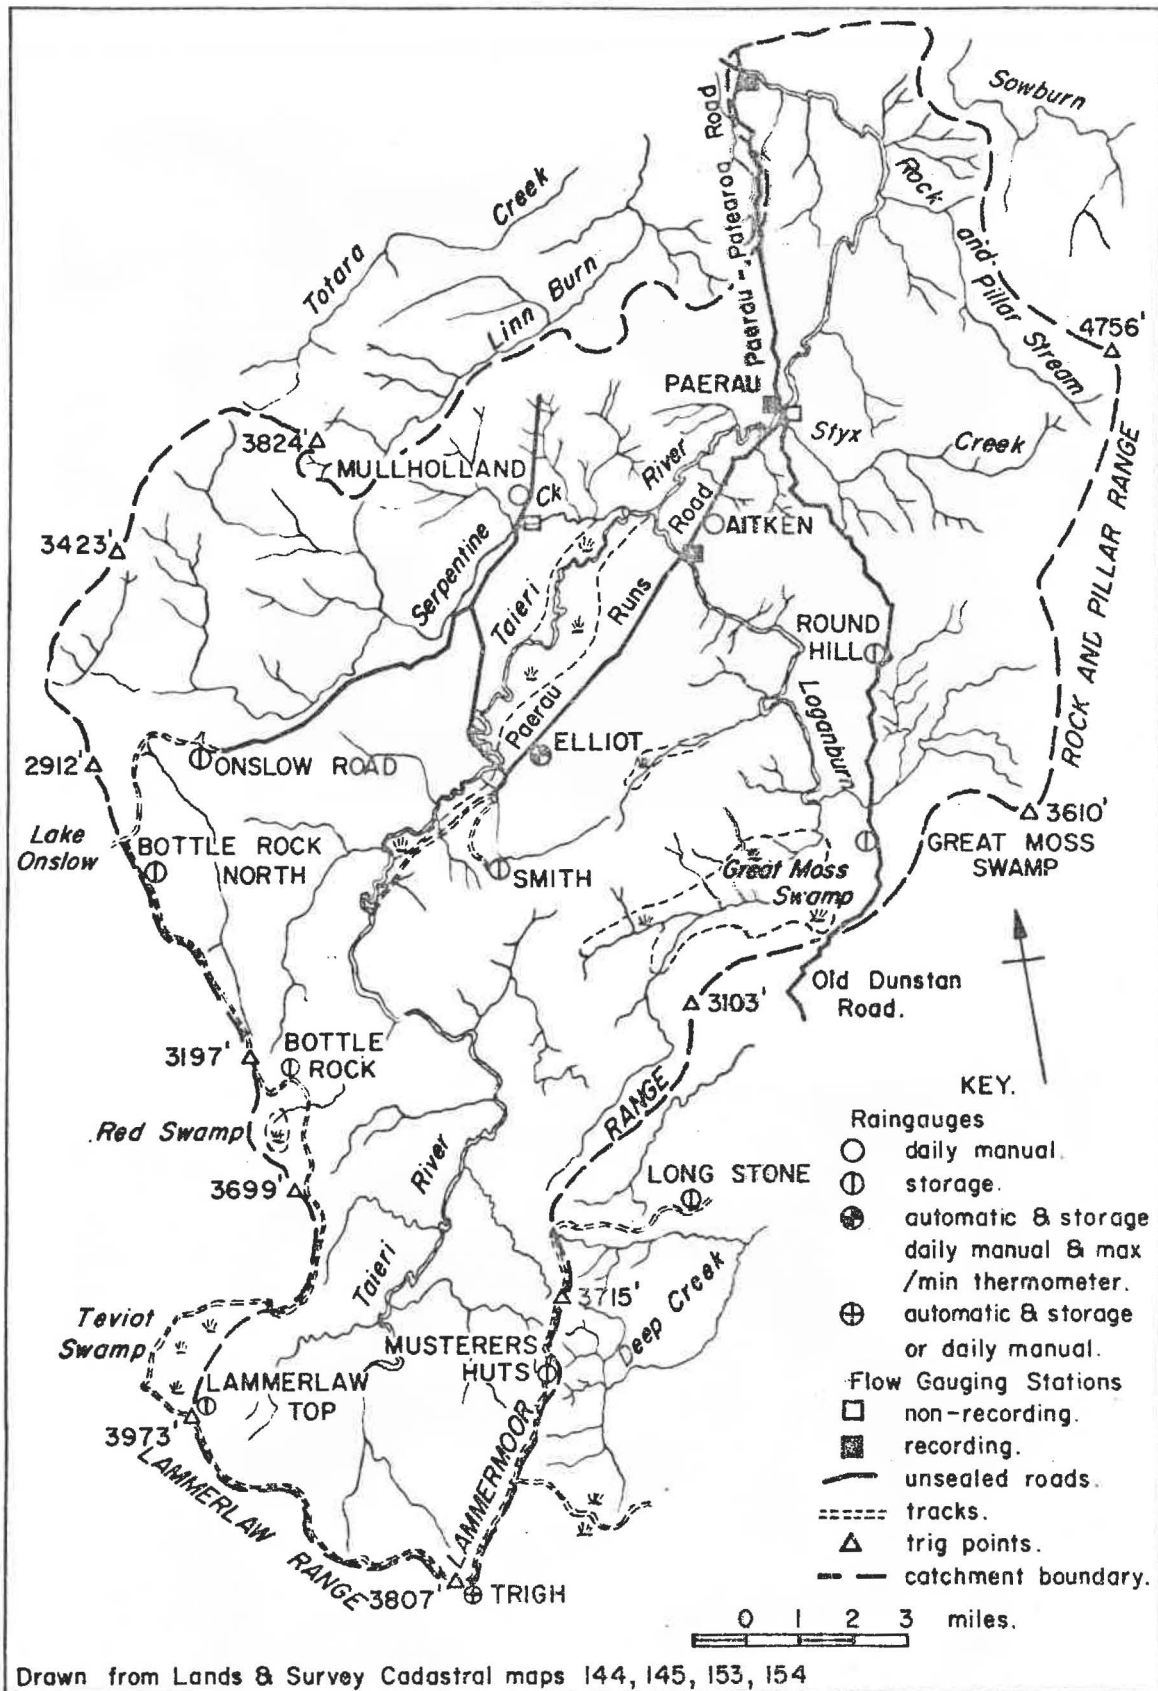 Sowburn
Paerau - Patearoa Road
Rock
and Pillar Stream
Totara Creek
Linn Burn
4756'
PAERAU
Styx Creek
River
3824'
MULLHOLLAND
Ck
Serpentine
AITKEN
3423'
Taieri
Road
Runs
Paerau
ROUND
HILL
Loganburn
ROCK AND PILLAR RANGE
ELLIOT
ONSLOW ROAD
2912'
Lake
Onslow
BOTTLE ROCK
NORTH
SMITH
Great Moss
Swamp
3610'
GREAT MOSS
SWAMP
3103'
Old Dunstan
Road.
3197'
BOTTLE
ROCK
Red Swamp
3699'
RANGE
LONG STONE
River
Taieri
3715'
Deep Creek
Teviot
Swamp
MUSTERERS
HUTS
LAMMERLAW
TOP
3973'
LAMMERLAW RANGE
LAMMERMOOR
3807'
TRIGH
KEY.
Raingauges
daily manual.
storage.
automatic & storage
daily manual & max
/min thermometer.
automatic & storage
or daily manual.
Flow Gauging Stations
non-recording.
recording.
unsealed roads.
tracks.
trig points.
catchment boundary.
0 1 2 3 miles.
Drawn from Lands & Survey Cadastral maps 144, 145, 153, 154